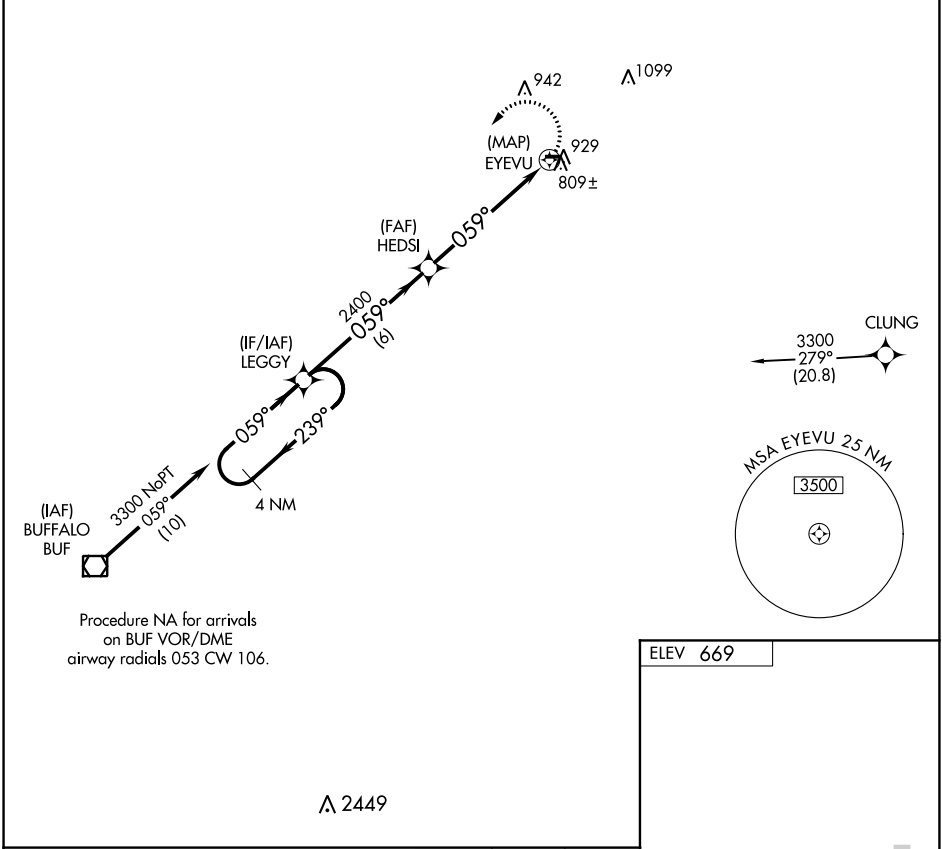 942
1099
(MAP)
EYEVU
929
809±
(FAF)
HEDSI
059°
2400
059°
(6)
(IF/IAF)
LEGGY
CLUNG
3300
279°
(20.8)
059°
239°
4 NM
3300 NoPT
059°
(10)
(IAF)
BUFFALO
BUF
MSA EYEVU 25 NM
3500
Procedure NA for arrivals
on BUF VOR/DME
airway radials 053 CW 106.
ELEV 669
2449